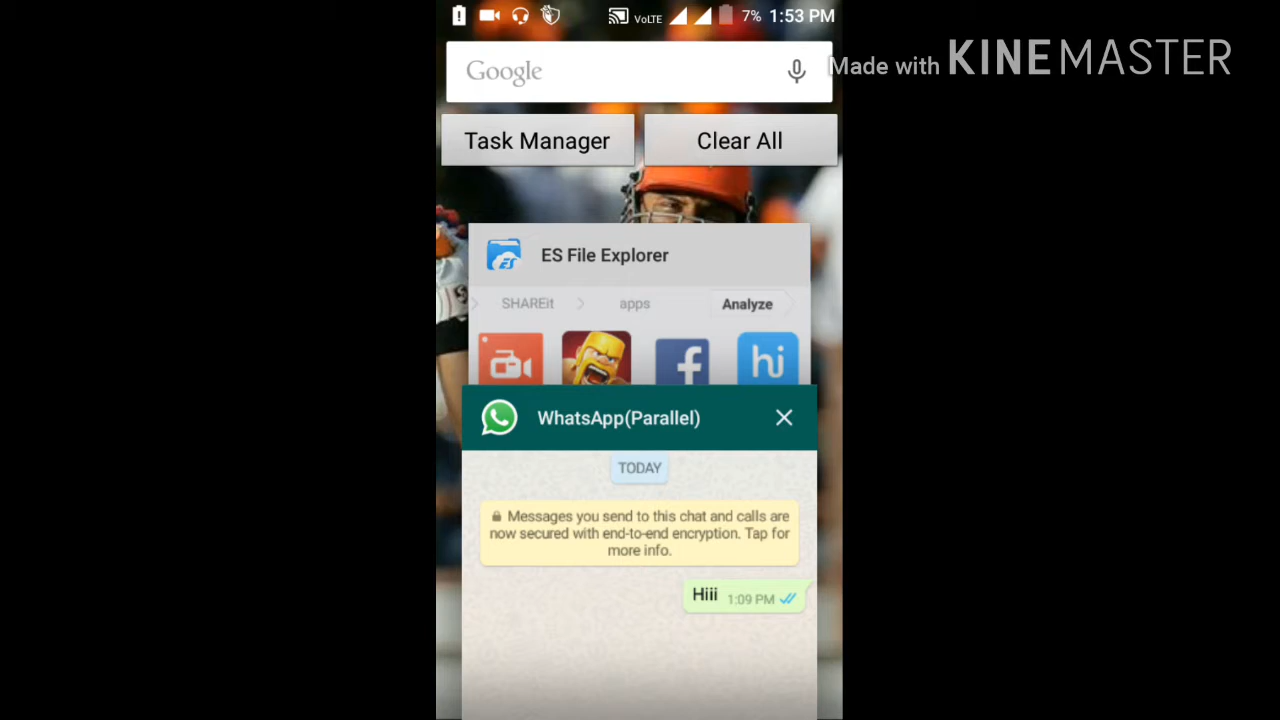 VoLTE 7% 1:53 PM
Google
Made with KINEMASTER
Task Manager Clear All
ES File Explorer
SHAREit apps Analyze
ES
f hi
WhatsApp(Parallel)
TODAY
Messages you send to this chat and calls are
now secured with end-to-end encryption. Tap for
more info.
Hiii 1:09 PM